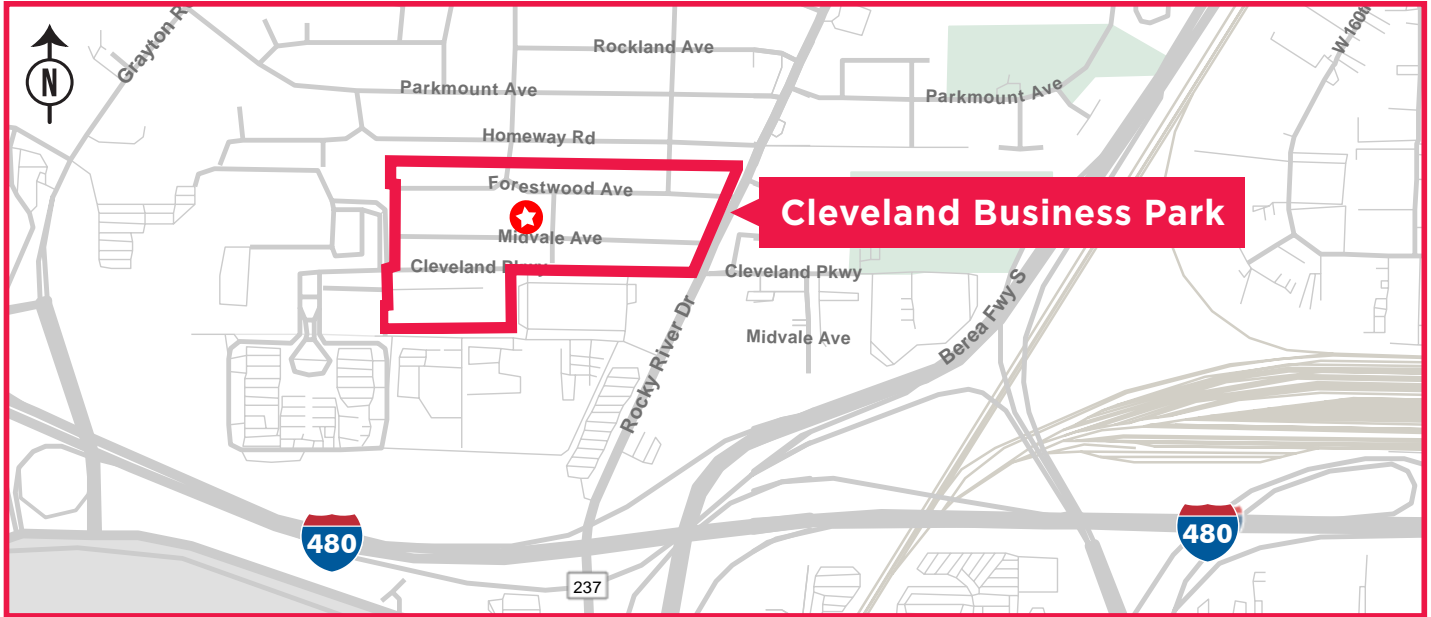 Grayton R
Rockland Ave
W 160th
Parkmount Ave
Parkmount Ave
N
Homeway Rd
Forestwood Ave
Cleveland Business Park
Midvale Ave
Cleveland Pkwy
Cleveland Pkwy
Berea Fwy S
Rocky River Dr
Midvale Ave
480
480
237